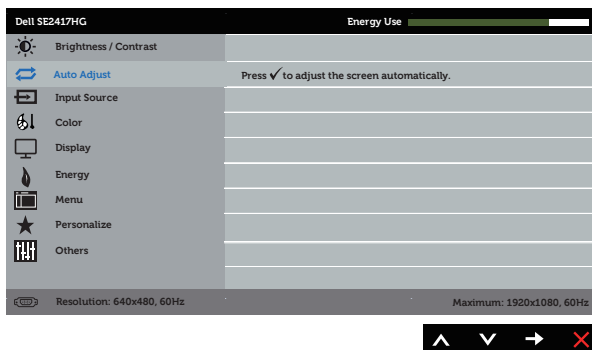 Dell SE2417HG Energy Use
Brightness / Contrast
Auto Adjust Press ✓ to adjust the screen automatically.
Input Source
Color
Display
Energy
Menu
Personalize
Others
Resolution: 640x480, 60Hz Maximum: 1920x1080, 60Hz